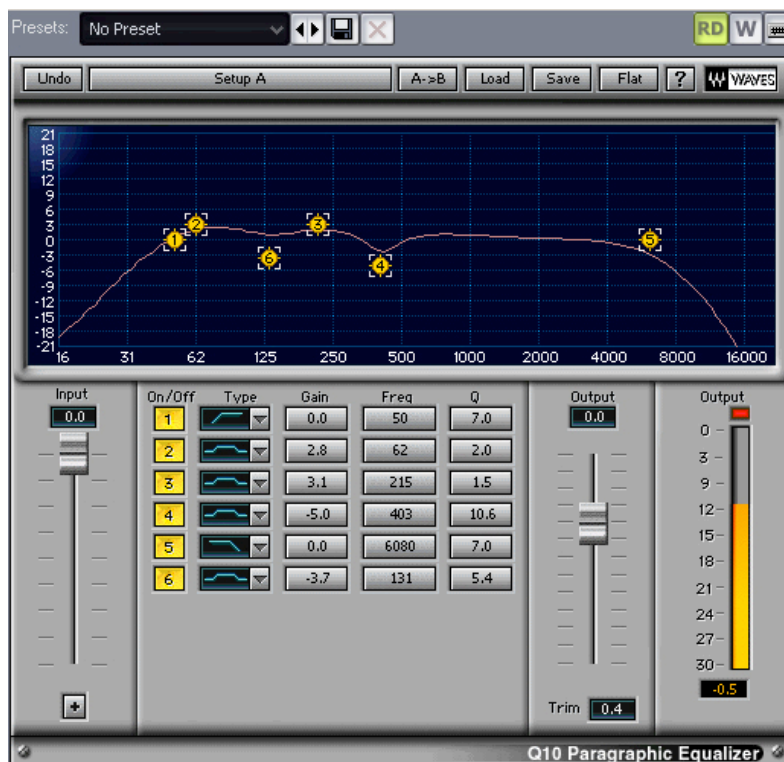 Presets: No Preset RD W
Undo Setup A A->B Load Save Flat ? WAVES
21
18
15
12
9
6
3
0
-3
-6
-9
-12
-15
-18
-21
1 2 3 4 5 6
16 31 62 125 250 500 1000 2000 4000 8000 16000
Input
0.0
+
On/Off Type Gain Freq Q
1 0.0 50 7.0
2 2.8 62 2.0
3 3.1 215 1.5
4 -5.0 403 10.6
5 0.0 6080 7.0
6 -3.7 131 5.4
Output
0.0
Trim 0.4
Output
0
3
9
12
15
18
21
24
27
30
-0.5
Q10 Paragraphic Equalizer